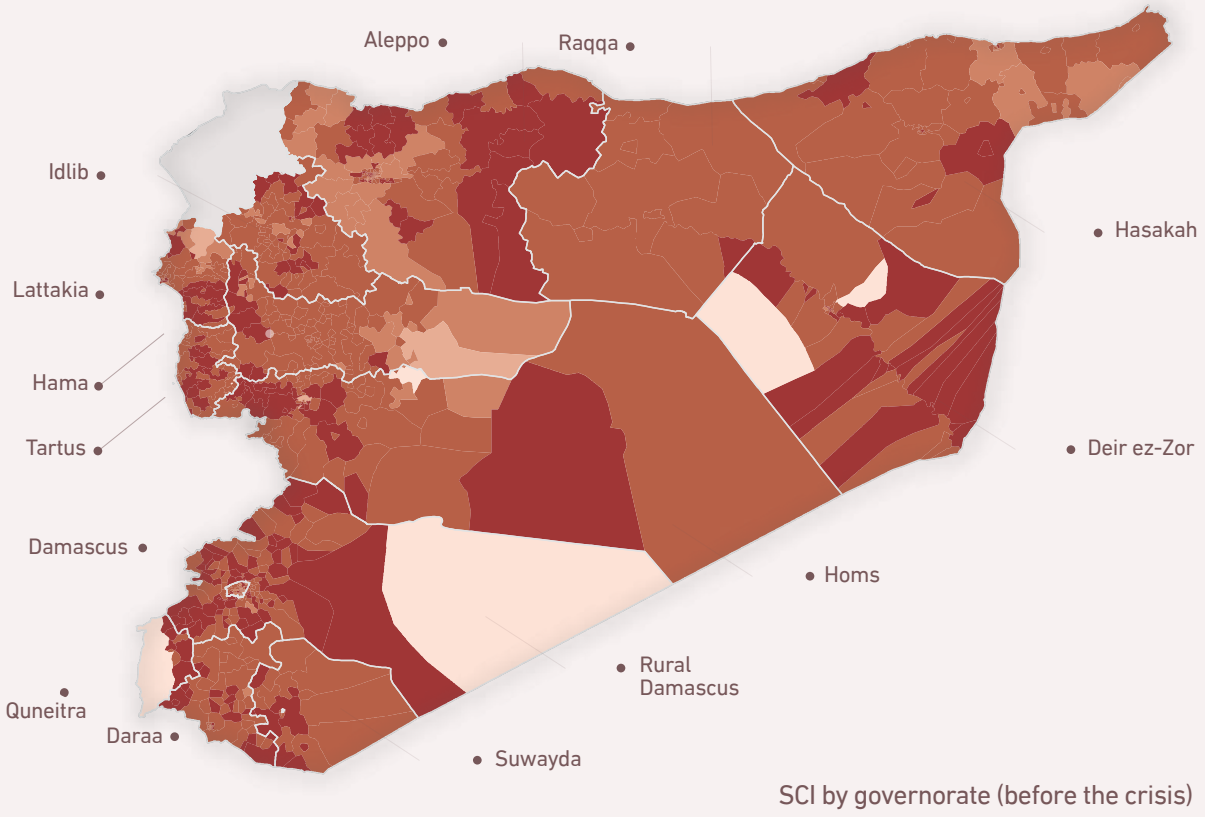 Aleppo
Raqqa
Idlib
Hasakah
Lattakia
Hama
Tartus
Deir ez-Zor
Damascus
Homs
Rural
Damascus
Quneitra
Daraa
Suwayda
SCI by governorate (before the crisis)